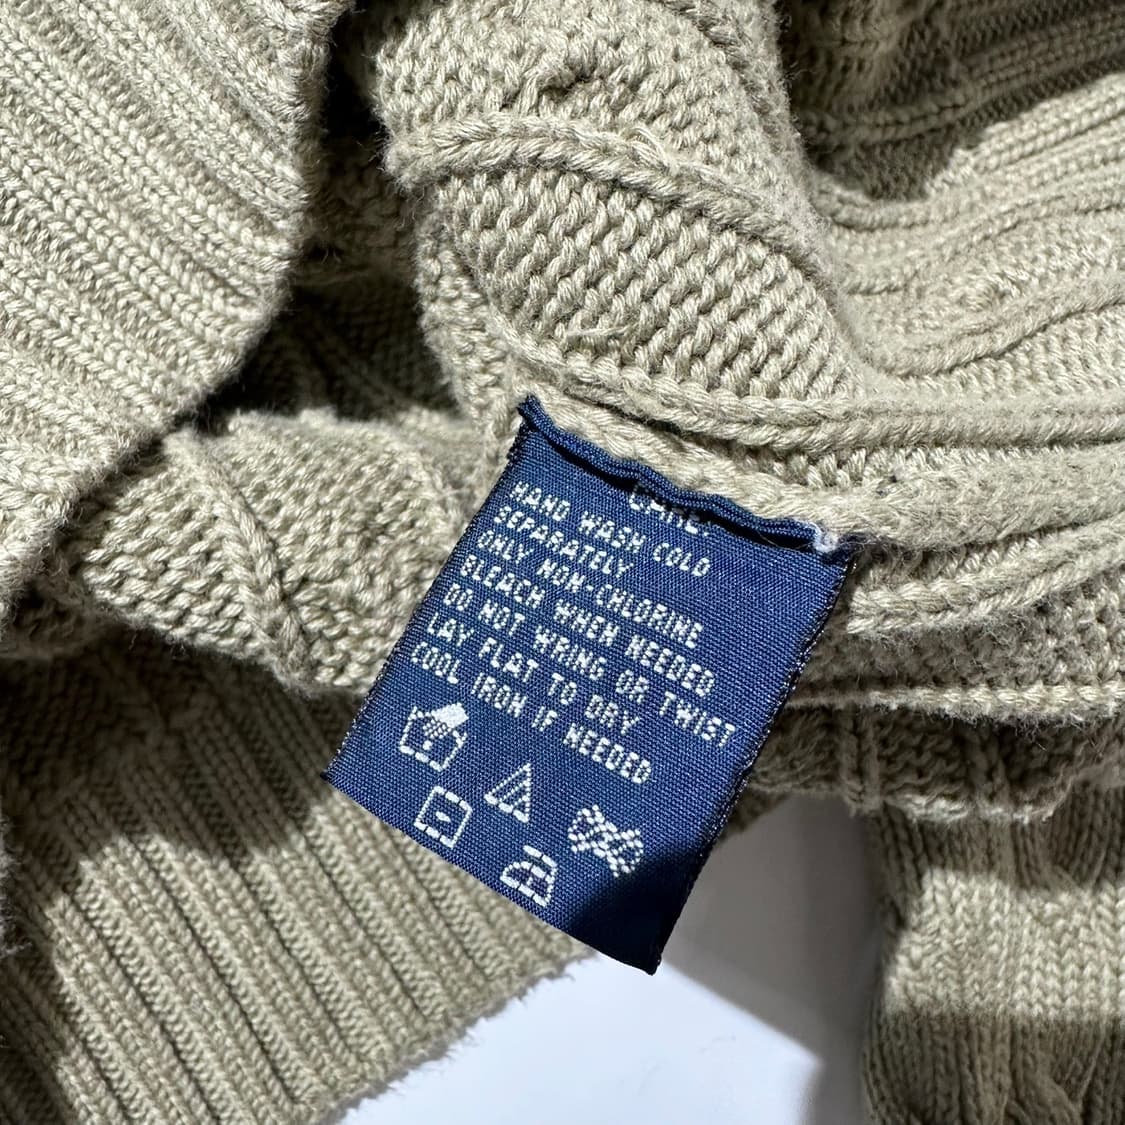 CARE:
HAND WASH COLD
SEPARATELY
ONLY NON-CHLORINE
BLEACH WHEN NEEDED
DO NOT WRING OR TWIST
LAY FLAT TO DRY
COOL IRON IF NEEDED